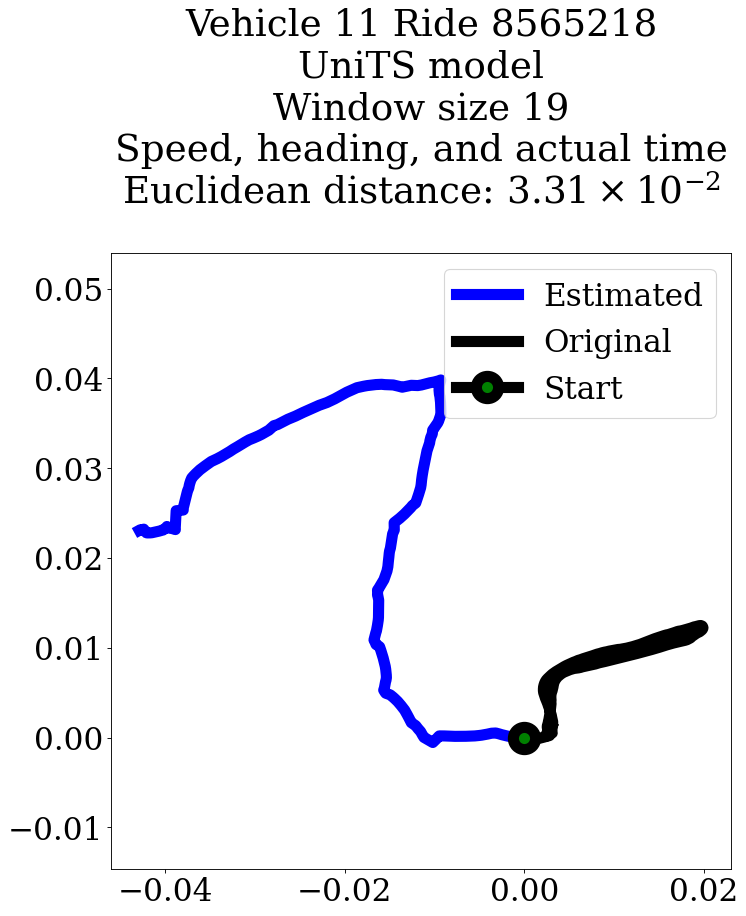 Vehicle 11 Ride 8565218
UniTS model
Window size 19
Speed, heading, and actual time
Euclidean distance: 3.31 × 10⁻²
Estimated
Original
Start
0.05
0.04
0.03
0.02
0.01
0.00
−0.01
−0.04
−0.02
0.00
0.02